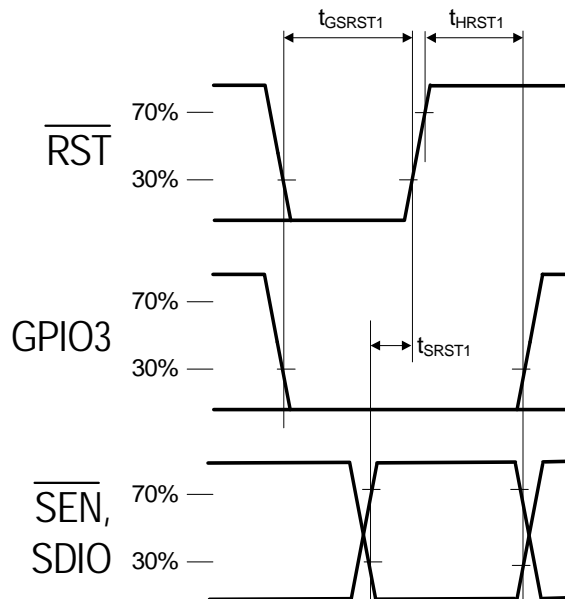 tGSRST1
tHRST1
70%
RST
30%
70%
GPIO3
30%
tSRST1
70%
SEN,
SDIO
30%